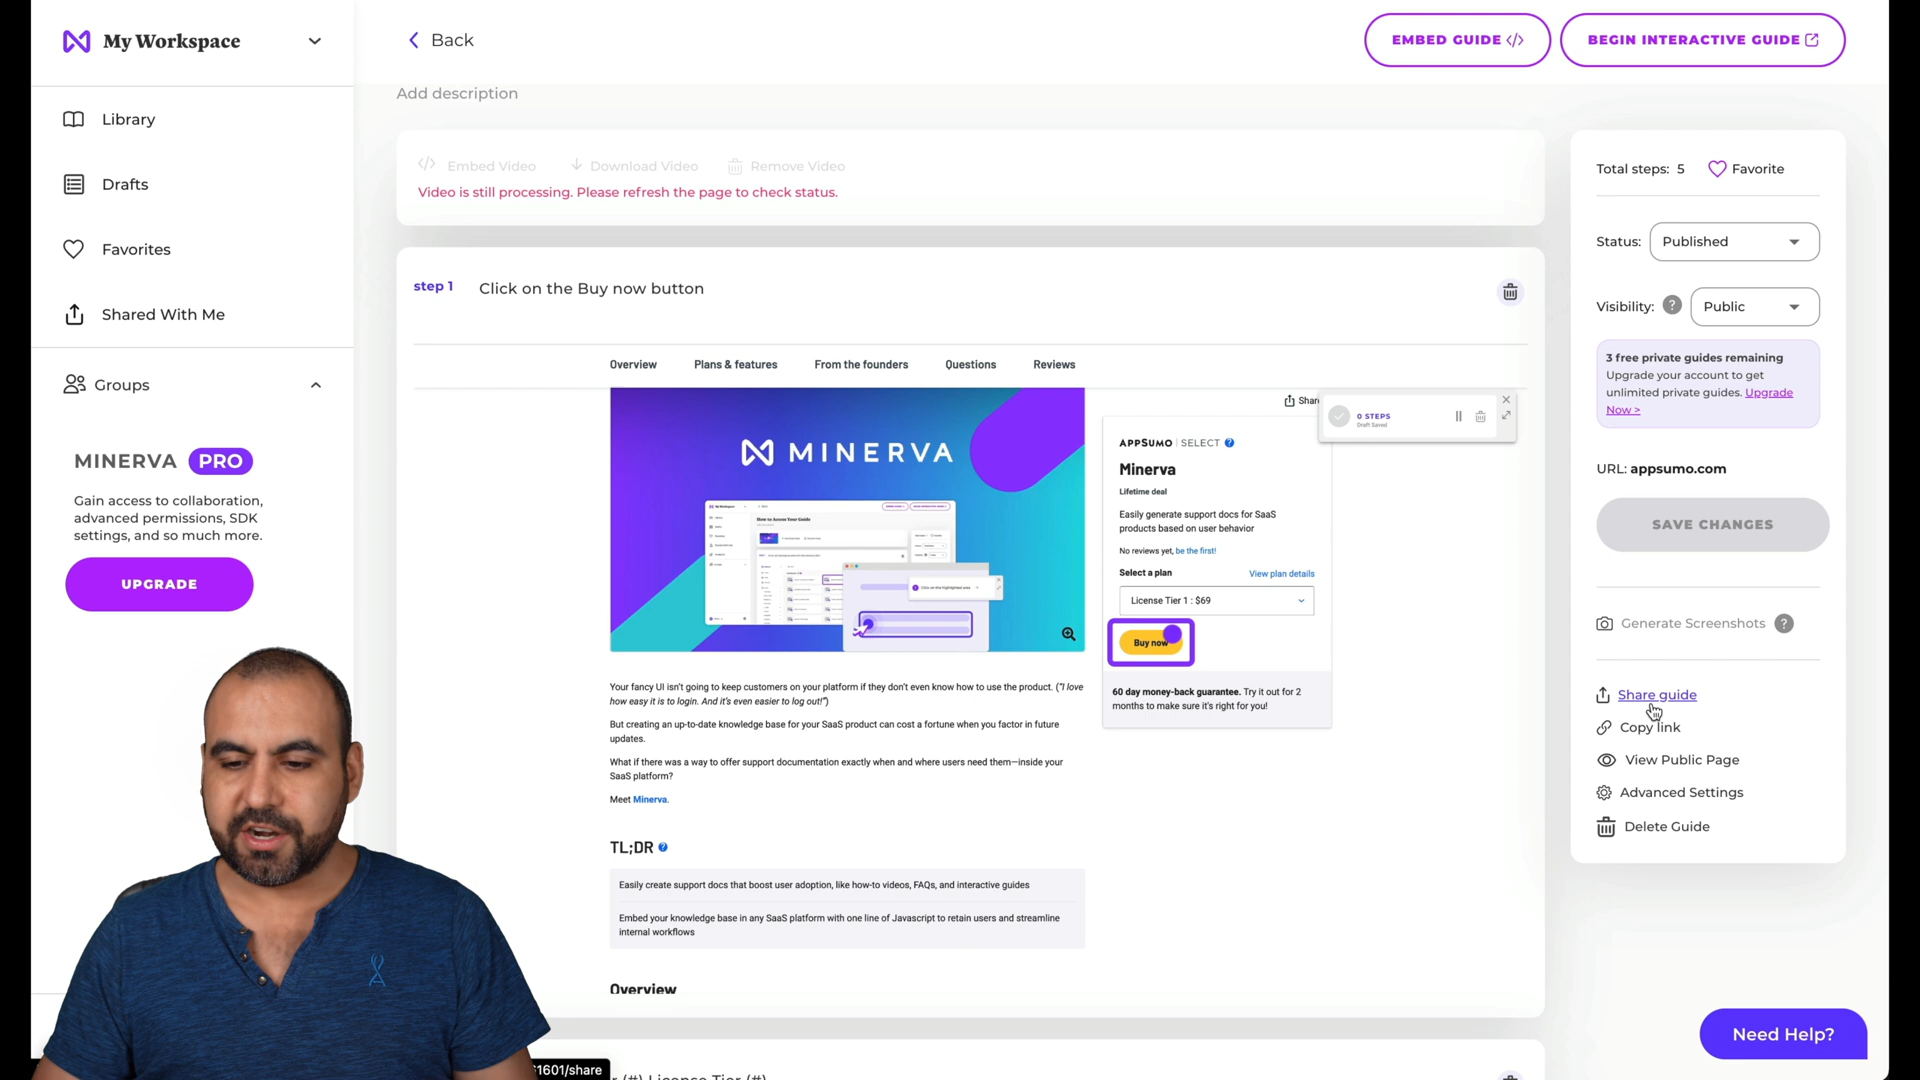 My Workspace
Back
EMBED GUIDE </>
BEGIN INTERACTIVE GUIDE
Library
Drafts
Favorites
Shared With Me
Groups
MINERVA PRO
Gain access to collaboration,
advanced permissions, SDK
settings, and so much more.
UPGRADE
Add description
</> Embed Video
Download Video
Remove Video
Video is still processing. Please refresh the page to check status.
step 1 Click on the Buy now button
Overview
Plans & features
From the founders
Questions
Reviews
MINERVA
Share
0 STEPS
Draft Saved
APPSUMO | SELECT ?
Minerva
Lifetime deal
Easily generate support docs for SaaS
products based on user behavior
No reviews yet, be the first!
Select a plan
View plan details
License Tier 1 : $69
Buy now
60 day money-back guarantee. Try it out for 2
months to make sure it's right for you!
Your fancy UI isn't going to keep customers on your platform if they don't even know how to use the product. ("I love
how easy it is to login. And it's even easier to log out!")
But creating an up-to-date knowledge base for your SaaS product can cost a fortune when you factor in future
updates.
What if there was a way to offer support documentation exactly when and where users need them—inside your
SaaS platform?
Meet Minerva.
TL;DR ?
Easily create support docs that boost user adoption, like how-to videos, FAQs, and interactive guides
Embed your knowledge base in any SaaS platform with one line of Javascript to retain users and streamline
internal workflows
Overview
Total steps: 5
Favorite
Status: Published
Visibility: ? Public
3 free private guides remaining
Upgrade your account to get
unlimited private guides. Upgrade
Now >
URL: appsumo.com
SAVE CHANGES
Generate Screenshots ?
Share guide
Copy link
View Public Page
Advanced Settings
Delete Guide
Need Help?
1601/share
(#) License Tier (#)